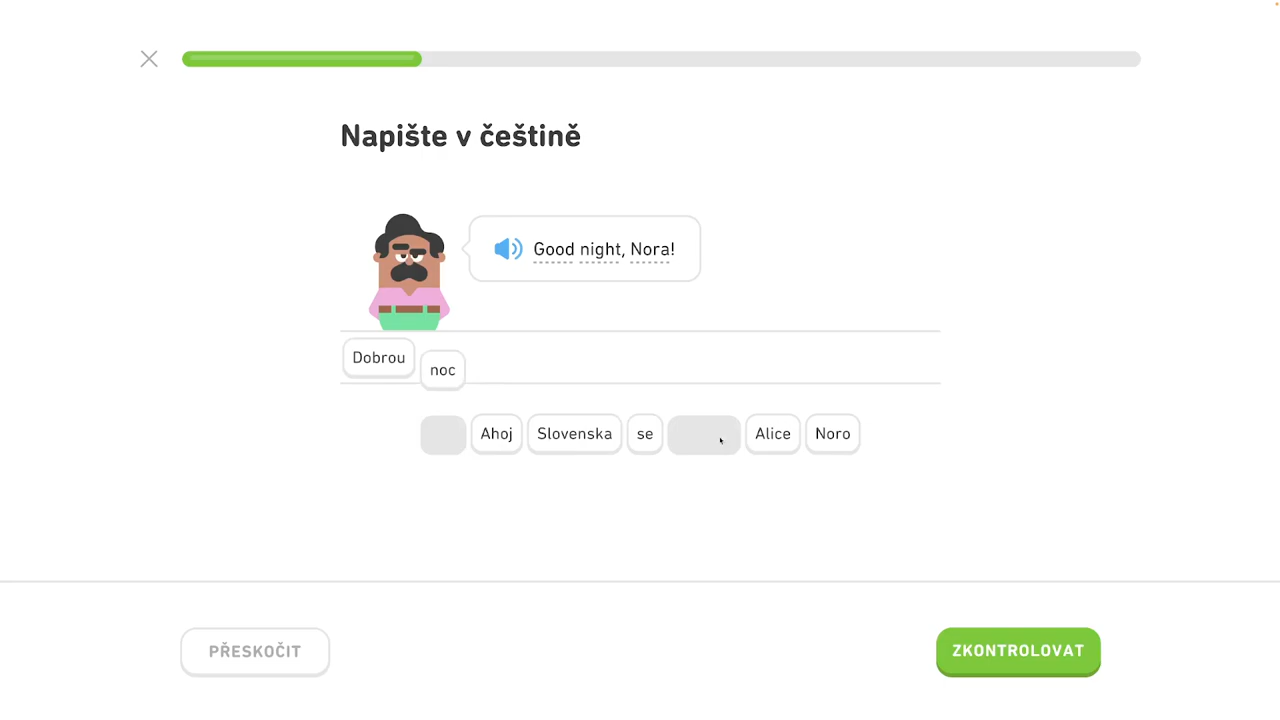 Napište v češtině
Good night, Nora!
Dobrou noc
Ahoj Slovenska se Alice Noro
PŘESKOČIT ZKONTROLOVAT